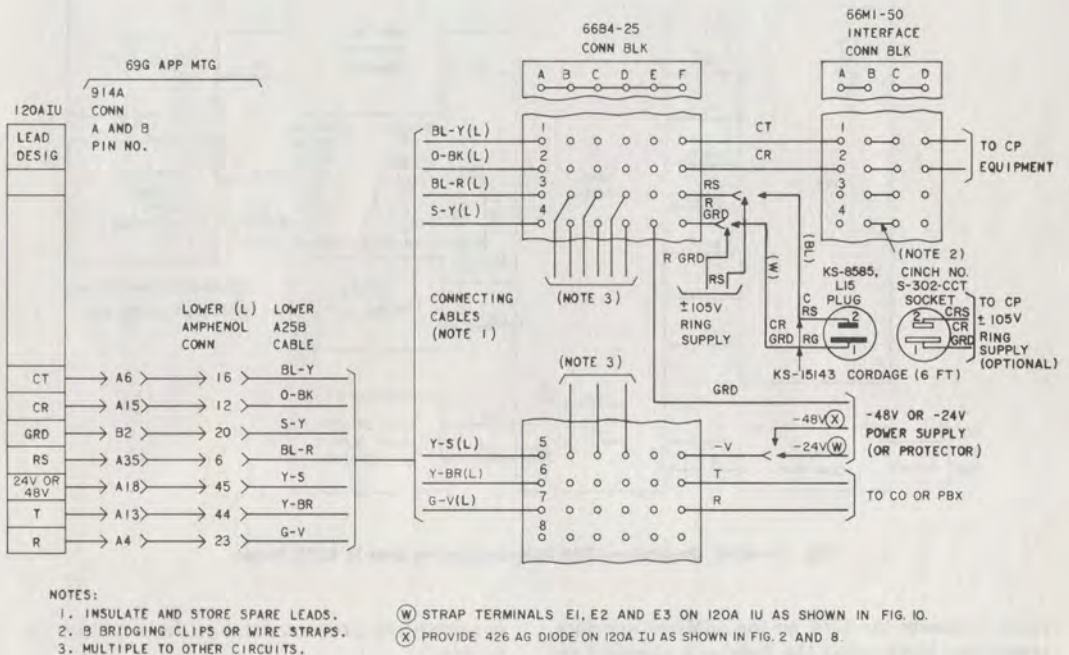 66B4-25
CONN BLK
66M1-50
INTERFACE
CONN BLK
69G APP MTG
914A
CONN
A AND B
PIN NO.
120AIU
LEAD
DESIG
A B C D E F
A B C D
1
2
3
4
BL-Y(L)
O-BK(L)
BL-R(L)
S-Y(L)
CT
CR
RS
R
GRD
1
2
3
4
TO CP
EQUIPMENT
R GRD
RS
±105V
RING
SUPPLY
(W)
(BL)
(NOTE 2)
KS-8585,
L15
PLUG
CINCH NO.
S-302-CCT
SOCKET
C
RS
CR
GRD
RG
2
1
2
1
CRS
CR
GRD
TO CP
±105V
RING
SUPPLY
(OPTIONAL)
KS-15143 CORDAGE (6 FT)
CONNECTING
CABLES
(NOTE 1)
(NOTE 3)
(NOTE 3)
LOWER (L)
AMPHENOL
CONN
LOWER
A25B
CABLE
CT A6 16 BL-Y
CR A15 12 O-BK
GRD B2 20 S-Y
RS A35 6 BL-R
24V OR
48V A18 45 Y-S
T A13 44 Y-BR
R A4 23 G-V
Y-S(L)
Y-BR(L)
G-V(L)
5
6
7
8
GRD
-48V(X)
-V
-24V(W)
-48V OR -24V
POWER SUPPLY
(OR PROTECTOR)
T
R
TO CO OR PBX
NOTES:
1. INSULATE AND STORE SPARE LEADS.
2. B BRIDGING CLIPS OR WIRE STRAPS.
3. MULTIPLE TO OTHER CIRCUITS.
(W) STRAP TERMINALS E1, E2 AND E3 ON 120A IU AS SHOWN IN FIG. 10.
(X) PROVIDE 426 AG DIODE ON 120A IU AS SHOWN IN FIG. 2 AND 8.